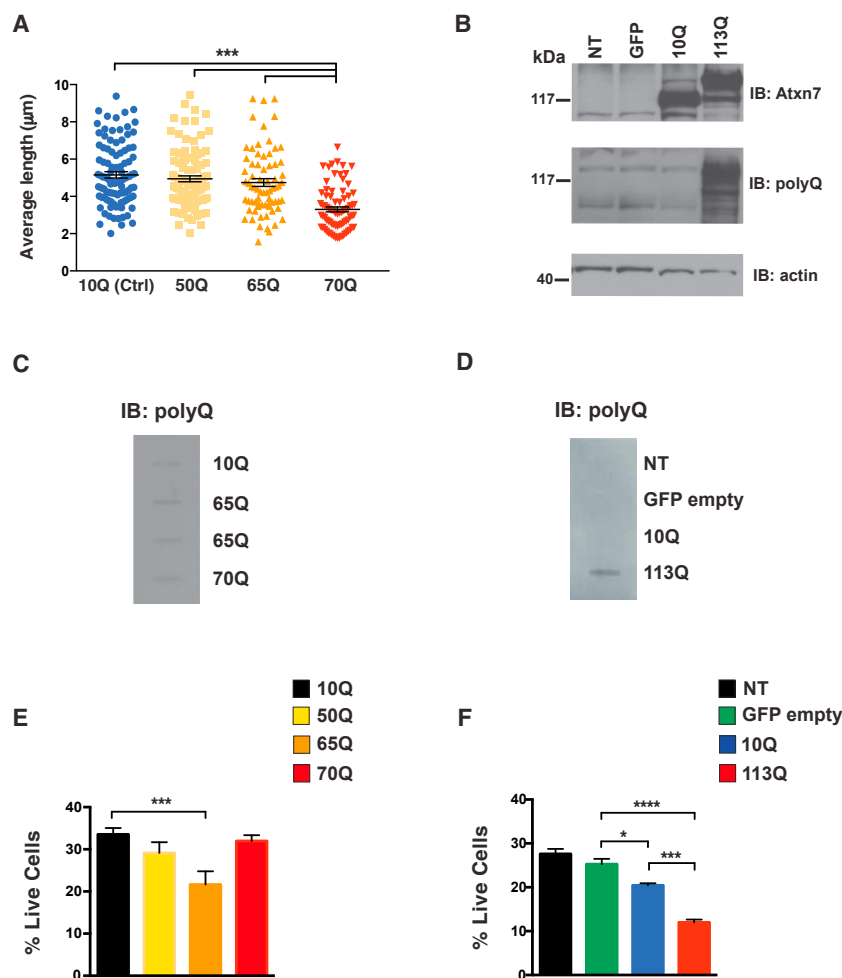 A
***
10
8
6
4
2
0
Average length (μm)
10Q (Ctrl) 50Q 65Q 70Q
B
kDa NT GFP 10Q 113Q
117 IB: Atxn7
117 IB: polyQ
40 IB: actin
C
IB: polyQ
10Q
65Q
65Q
70Q
D
IB: polyQ
NT
GFP empty
10Q
113Q
E
10Q
50Q
65Q
70Q
***
40
30
20
10
0
% Live Cells
F
NT
GFP empty
10Q
113Q
****
* ***
40
30
20
10
0
% Live Cells